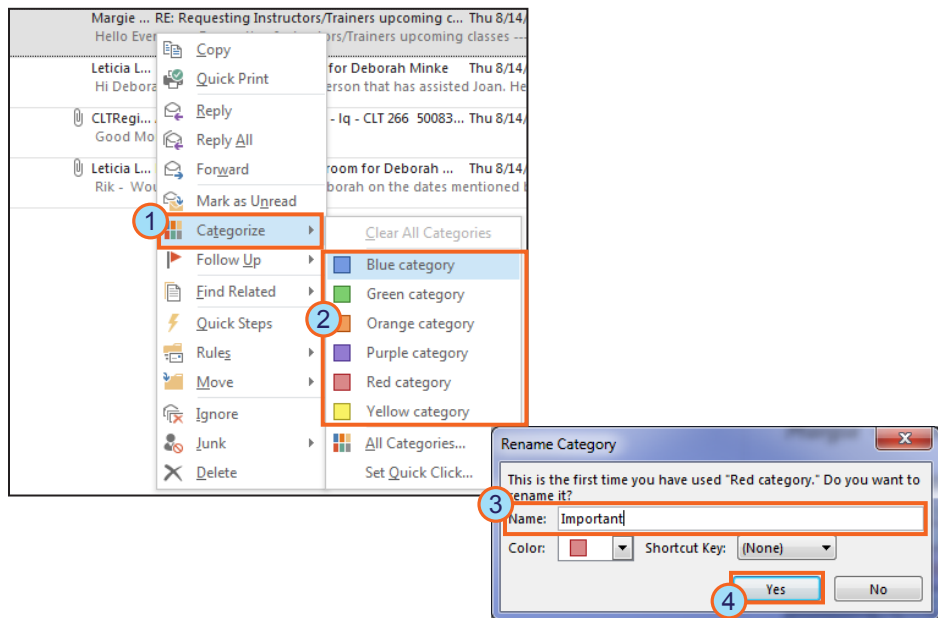 Margie ... RE: Requesting Instructors/Trainers upcoming c... Thu 8/14/
Hello Ever
rs/Trainers upcoming classes ---
Leticia L... for Deborah Minke Thu 8/14/
Hi Debora erson that has assisted Joan. He
CLTRegi... - Iq - CLT 266 50083... Thu 8/14/
Good Mo
Leticia L... room for Deborah ... Thu 8/14/
Rik - Wou borah on the dates mentioned
Copy
Quick Print
Reply
Reply All
Forward
Mark as Unread
1
Categorize
Follow Up
Find Related
Quick Steps
Rules
Move
Ignore
Junk
Delete
Clear All Categories
2
Blue category
Green category
Orange category
Purple category
Red category
Yellow category
All Categories...
Set Quick Click...
Rename Category
This is the first time you have used "Red category." Do you want to
rename it?
3
Name: Important
Color: Shortcut Key: (None)
4
Yes No